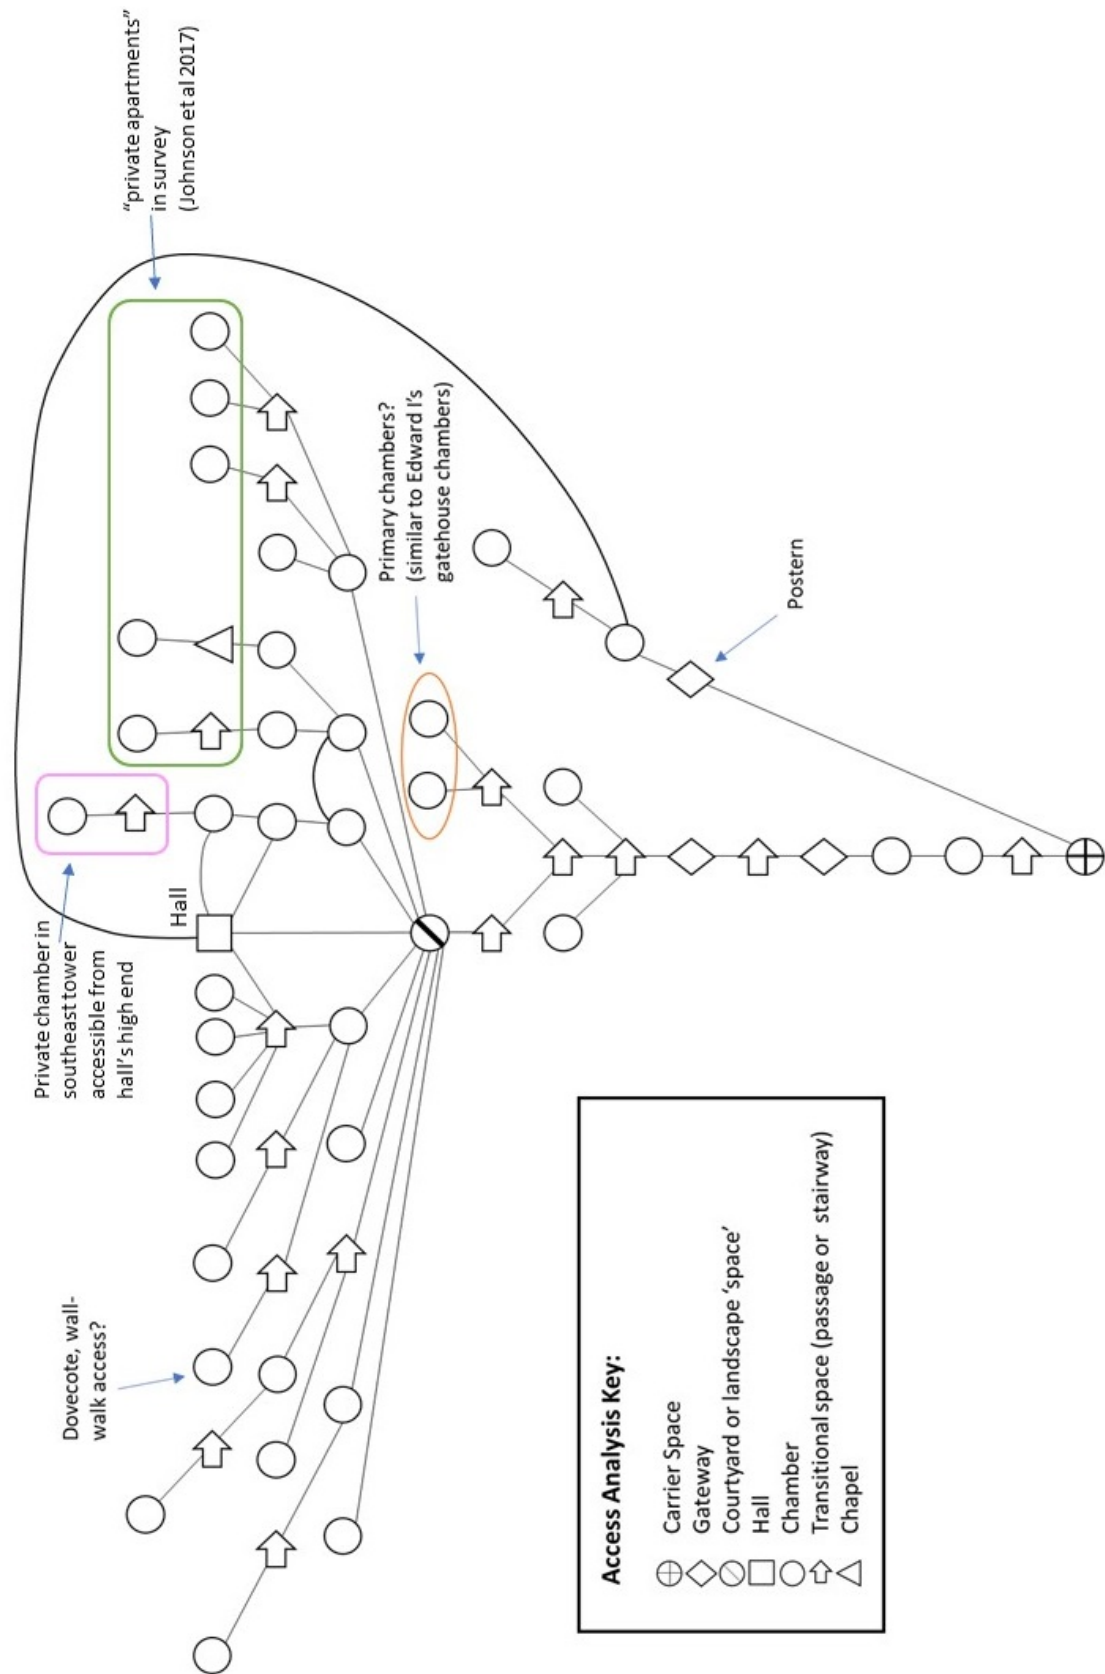 "private apartments"
in survey
(Johnson et al 2017)
Private chamber in
southeast tower
accessible from
hall's high end
Hall
Primary chambers?
(similar to Edward I's
gatehouse chambers)
Dovecote, wall-
walk access?
Postern
Access Analysis Key:
Carrier Space
Gateway
Courtyard or landscape 'space'
Hall
Chamber
Transitional space (passage or stairway)
Chapel